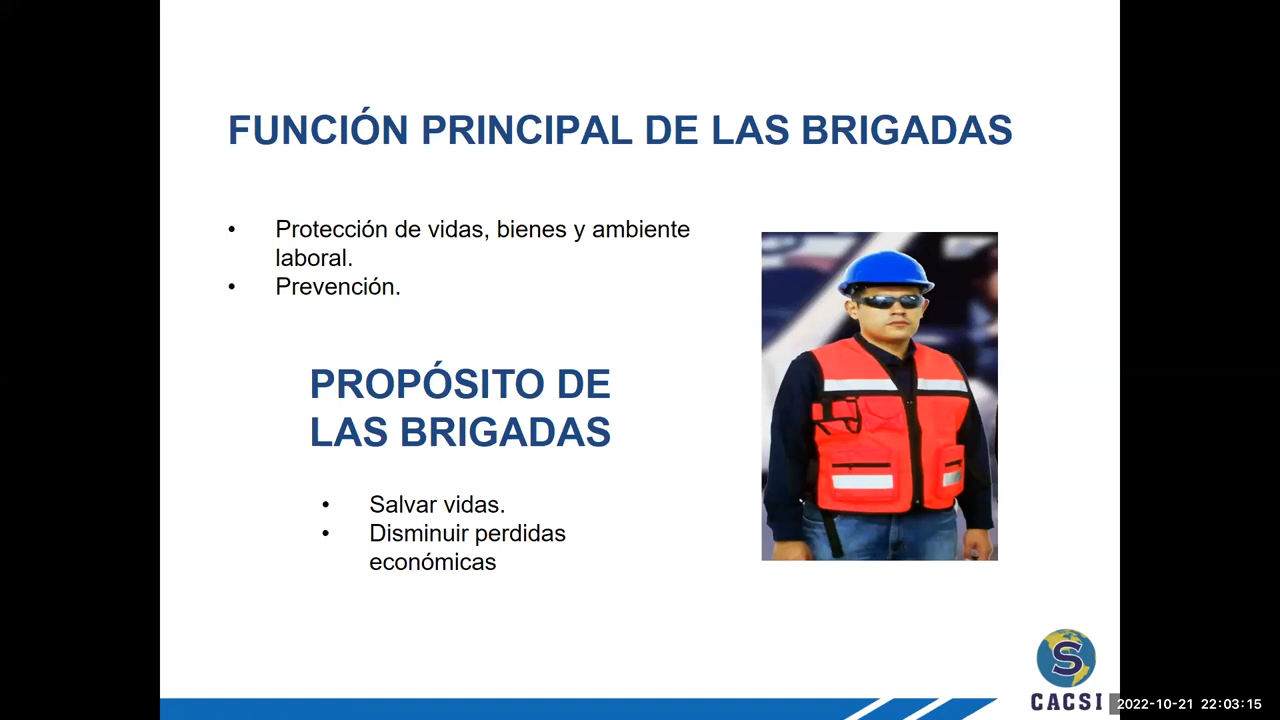 FUNCIÓN PRINCIPAL DE LAS BRIGADAS
• Protección de vidas, bienes y ambiente
laboral.
• Prevención.
PROPÓSITO DE
LAS BRIGADAS
• Salvar vidas.
• Disminuir perdidas
económicas
S
CACSI
2022-10-21 22:03:15